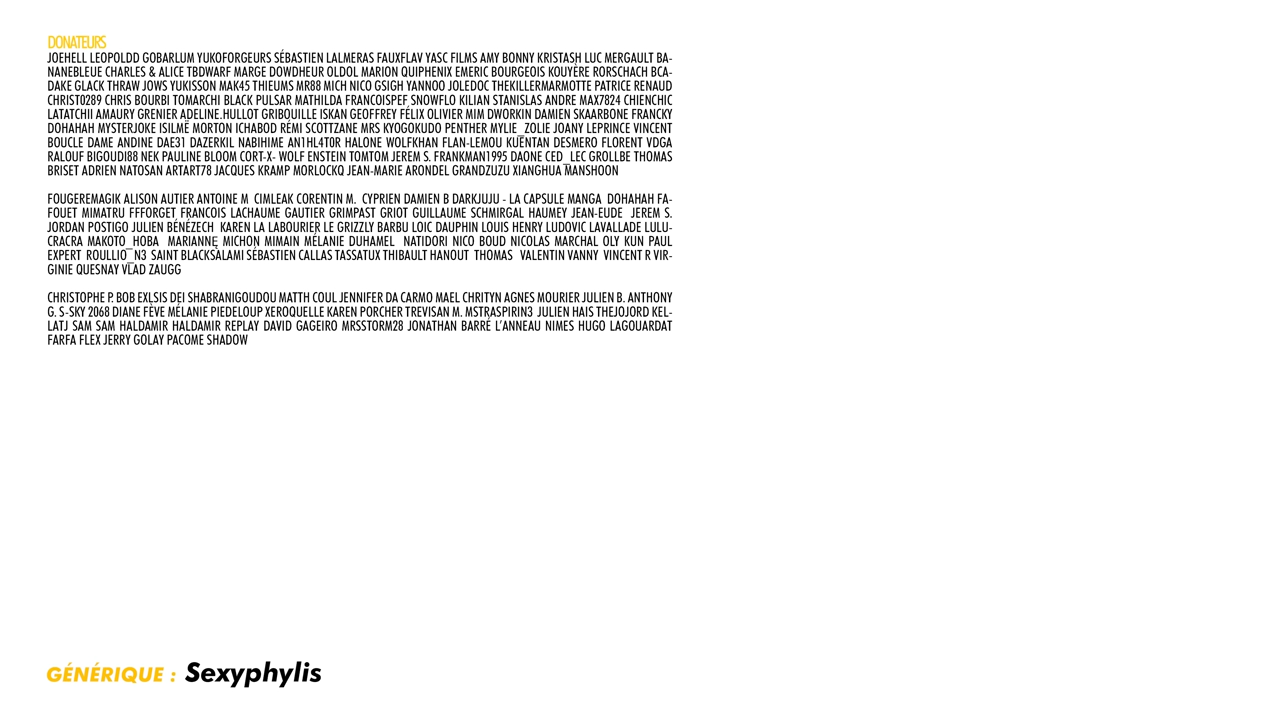 DONATEURS
JOEHELL LEOPOLDD GOBARLUM YUKOFORGEURS SÉBASTIEN LALMERAS FAUXFLAV YASC FILMS AMY BONNY KRISTASH LUC MERGAULT BA-
NANEBLEUE CHARLES & ALICE TBDWARF MARGE DOWDHEUR OLDOL MARION QUIPHENIX EMERIC BOURGEOIS KOUYÈRE RORSCHACH BCA-
DAKE GLACK THRAW JOWS YUKISSON MAK45 THIEUMS MR88 MICH NICO GSIGH YANNOO JOLEDOC THEKILLERMARMOTTE PATRICE RENAUD
CHRIST0289 CHRIS BOURBI TOMARCHI BLACK PULSAR MATHILDA FRANCOISPEF SNOWFLO KILIAN STANISLAS ANDRE MAX7824 CHIENCHIC
LATATCHII AMAURY GRENIER ADELINE.HULLOT GRIBOUILLE ISKAN GEOFFREY FÉLIX OLIVIER MIM DWORKIN DAMIEN SKAARBONE FRANCKY
DOHAHAH MYSTERJOKE ISILMË MORTON ICHABOD RÉMI SCOTTZANE MRS KYOGOKUDO PENTHER MYLIE_ZOLIE JOANY LEPRINCE VINCENT
BOUCLE DAME ANDINE DAE31 DAZERKIL NABIHIME AN1HL4T0R HALONE WOLFKHAN FLAN-LEMOU KUENTAN DESMERO FLORENT VDGA
RALOUF BIGOUDI88 NEK PAULINE BLOOM CORT-X- WOLF ENSTEIN TOMTOM JEREM S. FRANKMAN1995 DAONE CED_LEC GROLLBE THOMAS
BRISET ADRIEN NATOSAN ARTART78 JACQUES KRAMP MORLOCKQ JEAN-MARIE ARONDEL GRANDZUZU XIANGHUA MANSHOON
FOUGEREMAGIK ALISON AUTIER ANTOINE M CIMLEAK CORENTIN M. CYPRIEN DAMIEN B DARKJUJU - LA CAPSULE MANGA DOHAHAH FA-
FOUET MIMATRU FFFORGET FRANCOIS LACHAUME GAUTIER GRIMPAST GRIOT GUILLAUME SCHMIRGAL HAUMEY JEAN-EUDE JEREM S.
JORDAN POSTIGO JULIEN BÉNÉZECH KAREN LA LABOURIER LE GRIZZLY BARBU LOIC DAUPHIN LOUIS HENRY LUDOVIC LAVALLADE LULU-
CRACRA MAKOTO_HOBA MARIANNE MICHON MIMAIN MÉLANIE DUHAMEL NATIDORI NICO BOUD NICOLAS MARCHAL OLY KUN PAUL
EXPERT ROULLIO_N3 SAINT BLACKSALAMI SÉBASTIEN CALLAS TASSATUX THIBAULT HANOUT THOMAS VALENTIN VANNY VINCENT R VIR-
GINIE QUESNAY VLAD ZAUGG
CHRISTOPHE P. BOB EXLSIS DEI SHABRANIGOUDOU MATTH COUL JENNIFER DA CARMO MAEL CHRITYN AGNES MOURIER JULIEN B. ANTHONY
G. S-SKY 2068 DIANE FÈVE MÉLANIE PIEDELOUP XEROQUELLE KAREN PORCHER TREVISAN M. MSTRASPIRIN3 JULIEN HAIS THEJOJORD KEL-
LATJ SAM SAM HALDAMIR HALDAMIR REPLAY DAVID GAGEIRO MRSSTORM28 JONATHAN BARRÉ L'ANNEAU NIMES HUGO LAGOUARDAT
FARFA FLEX JERRY GOLAY PACOME SHADOW
GÉNÉRIQUE : Sexyphylis